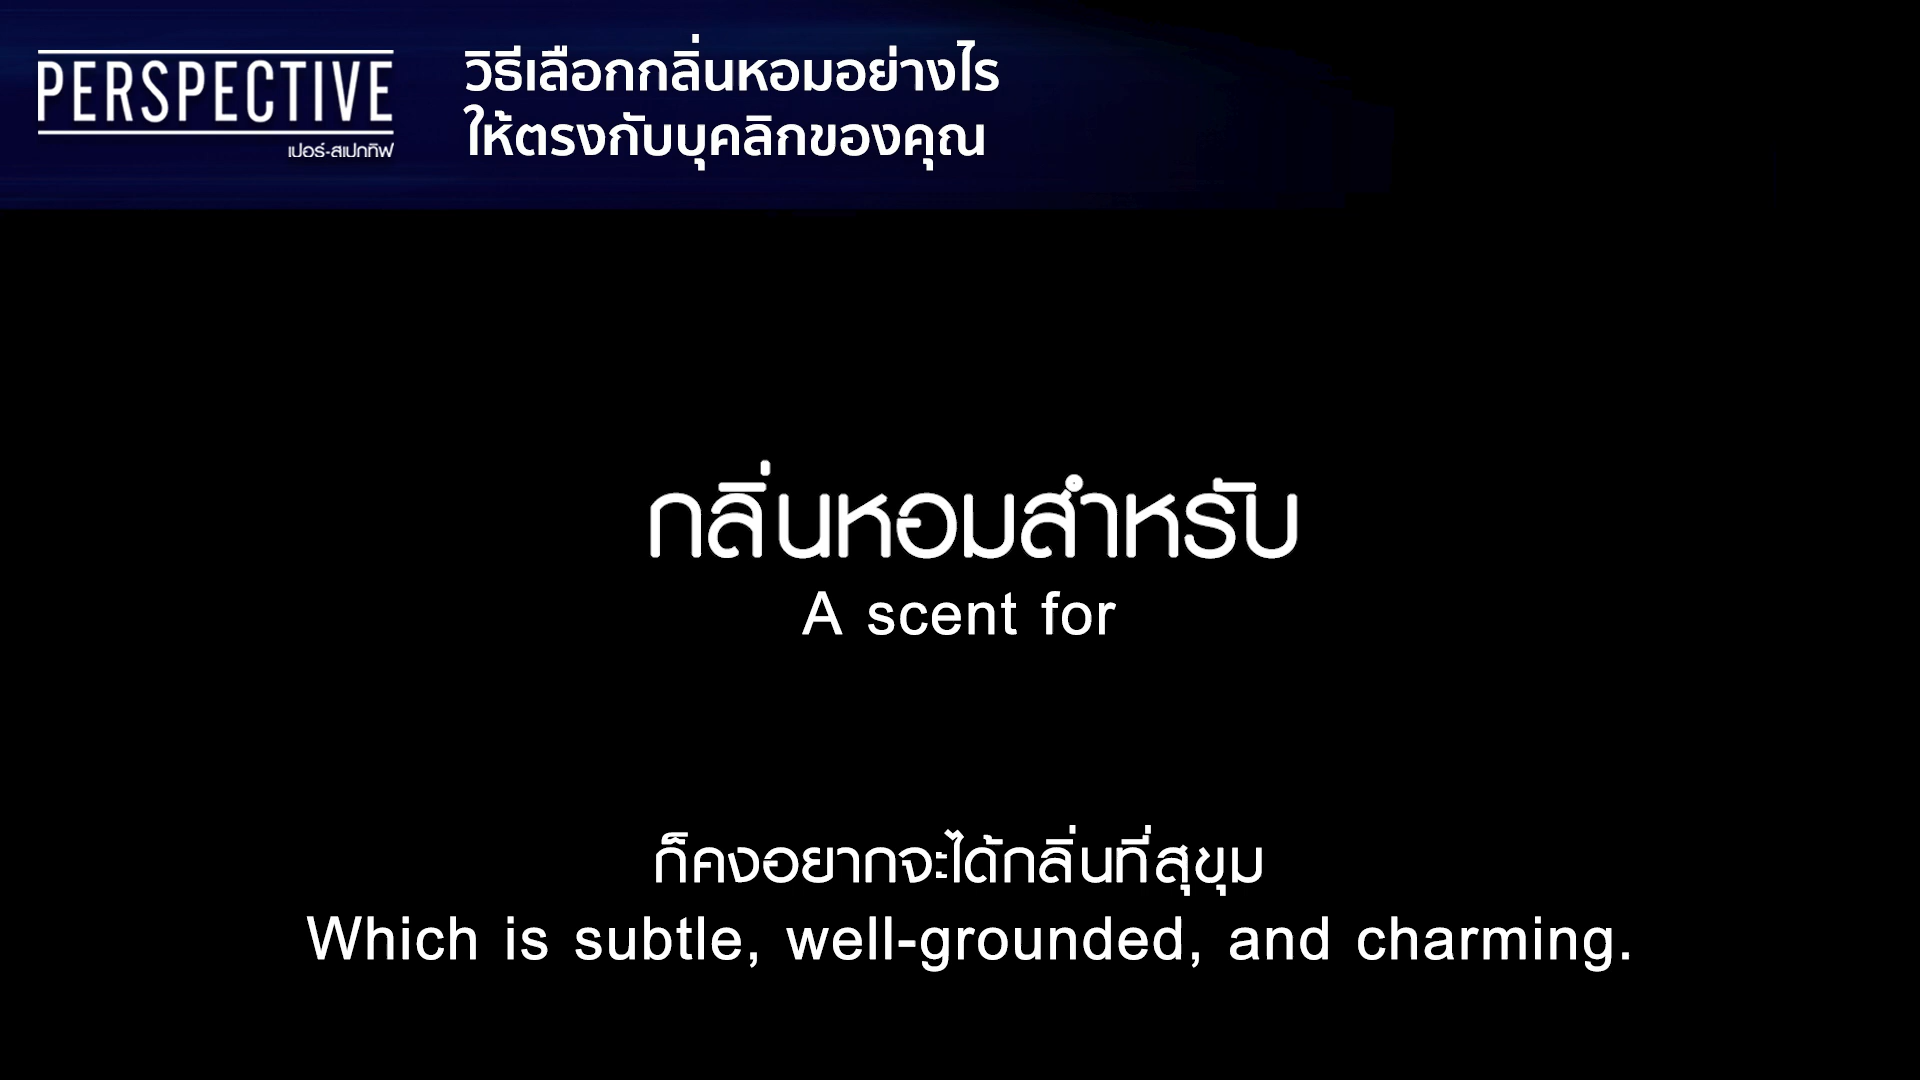 PERSPECTIVE
เปอร์-สเปกทิฟ
วิธีเลือกกลิ่นหอมอย่างไร
ให้ตรงกับบุคลิกของคุณ
กลิ่นหอมสำหรับ
A scent for
ก็คงอยากจะได้กลิ่นที่สุขุม
Which is subtle, well-grounded, and charming.